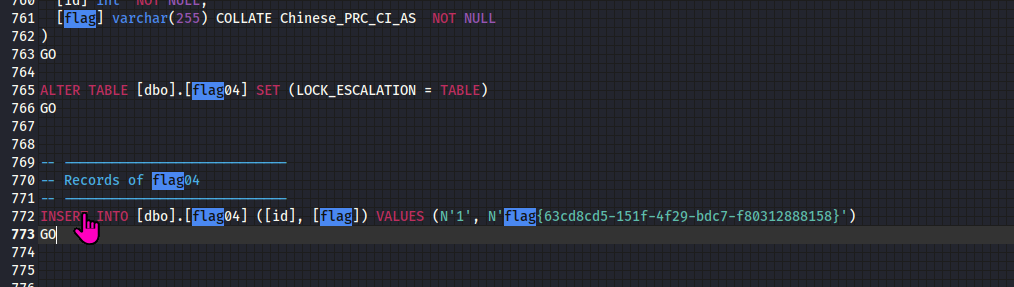 760 [id] int NOT NULL,
761 [flag] varchar(255) COLLATE Chinese_PRC_CI_AS  NOT NULL
762 )
763 GO
764
765 ALTER TABLE [dbo].[flag04] SET (LOCK_ESCALATION = TABLE)
766 GO
767
768
769 -- ----------------------------
770 -- Records of flag04
771 -- ----------------------------
772 INSERT INTO [dbo].[flag04] ([id], [flag]) VALUES (N'1', N'flag{63cd8cd5-151f-4f29-bdc7-f80312888158}')
773 GO
774
775
776